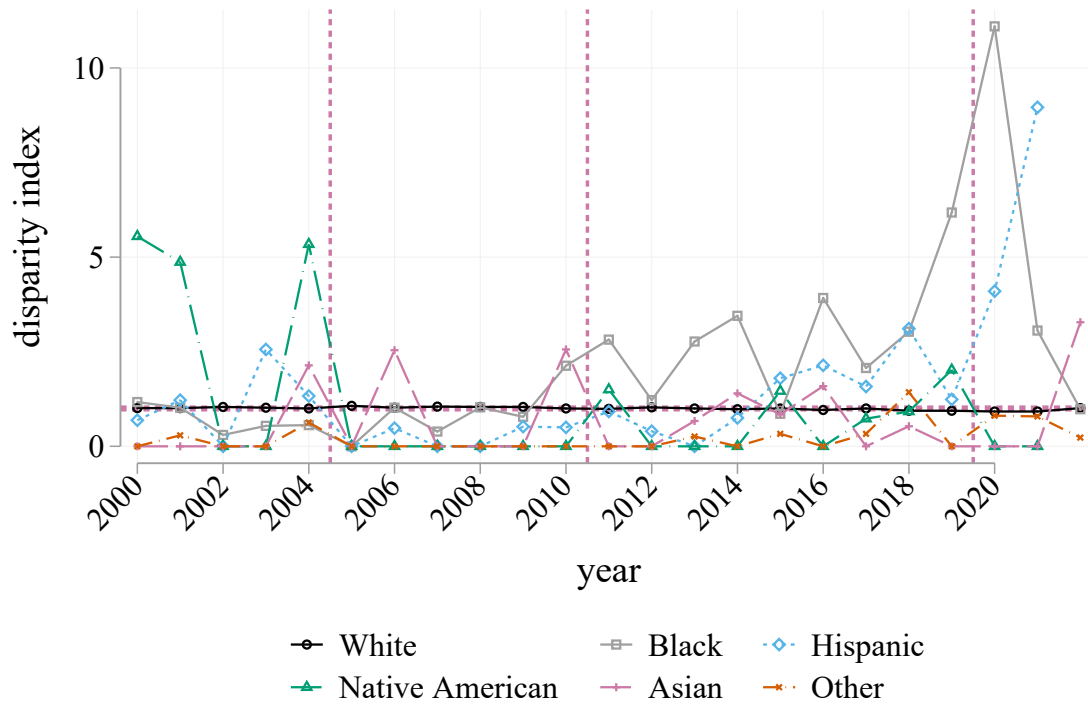 disparity index
10
5
0
2000 2002 2004 2006 2008 2010 2012 2014 2016 2018 2020
year
White Black Hispanic
Native American Asian Other